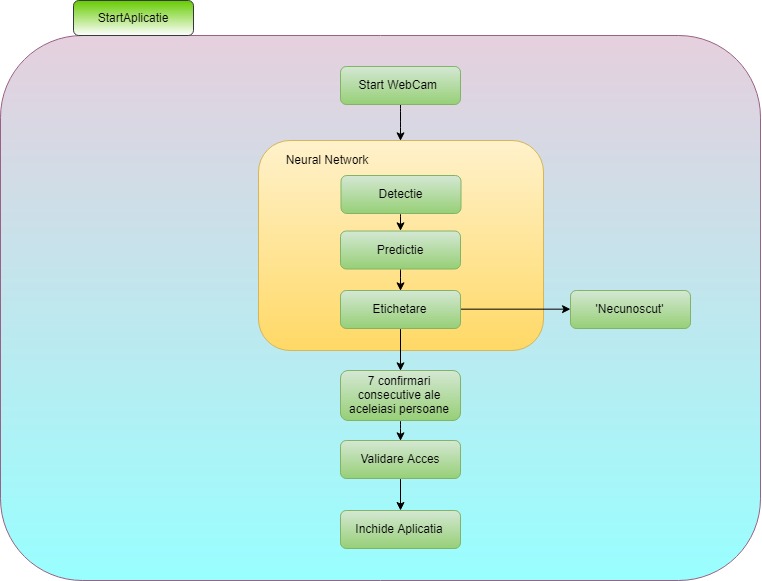 StartAplicatie
Start WebCam
Neural Network
Detectie
Predictie
Etichetare
'Necunoscut'
7 confirmari
consecutive ale
aceleiasi persoane
Validare Acces
Inchide Aplicatia